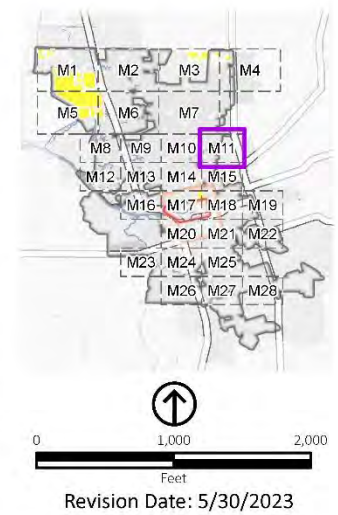 M1 M2 M3 M4
M5 M6 M7
M8 M9 M10 M11
M12 M13 M14 M15
M16 M17 M18 M19
M20 M21 M22
M23 M24 M25
M26 M27 M28
0 1,000 2,000
Feet
Revision Date: 5/30/2023